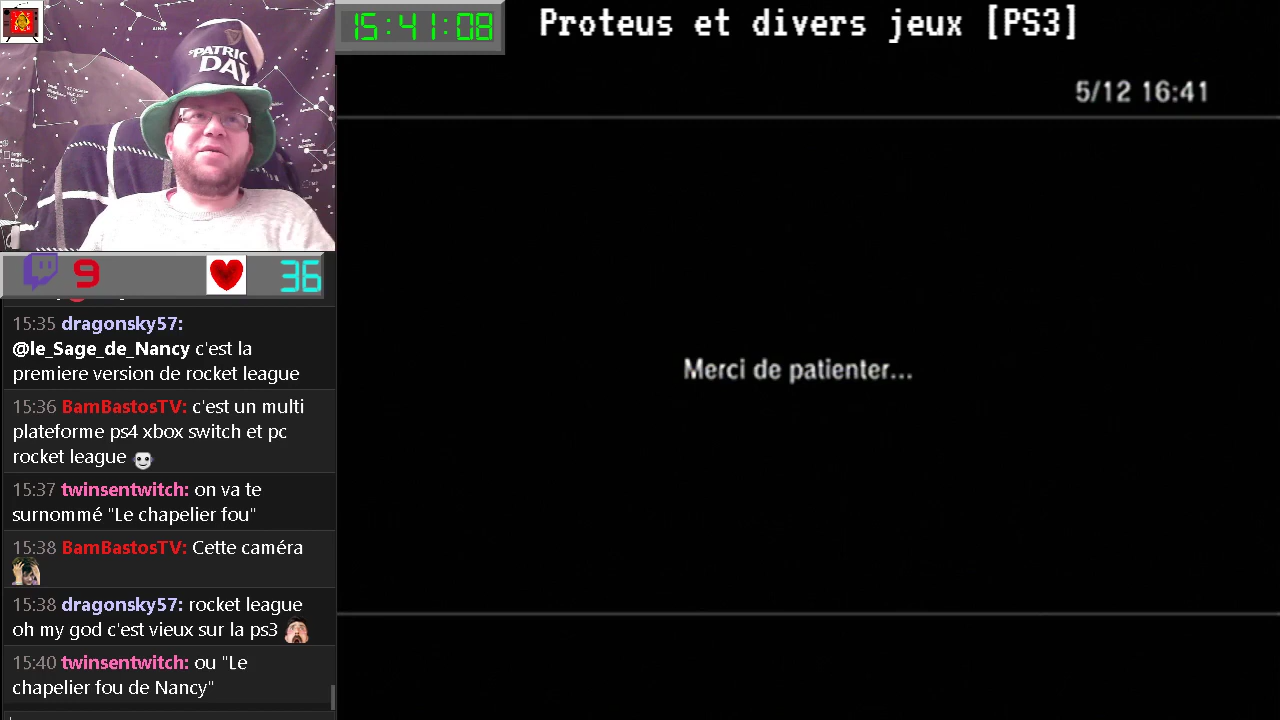 PATRIC
DAY
15:41:08
Proteus et divers jeux [PS3]
5/12 16:41
Merci de patienter...
9
36
15:35 dragonsky57:
@le_Sage_de_Nancy c'est la
premiere version de rocket league
15:36 BamBastosTV: c'est un multi
plateforme ps4 xbox switch et pc
rocket league
15:37 twinsentwitch: on va te
surnommé "Le chapelier fou"
15:38 BamBastosTV: Cette caméra
15:38 dragonsky57: rocket league
oh my god c'est vieux sur la ps3
15:40 twinsentwitch: ou "Le
chapelier fou de Nancy"